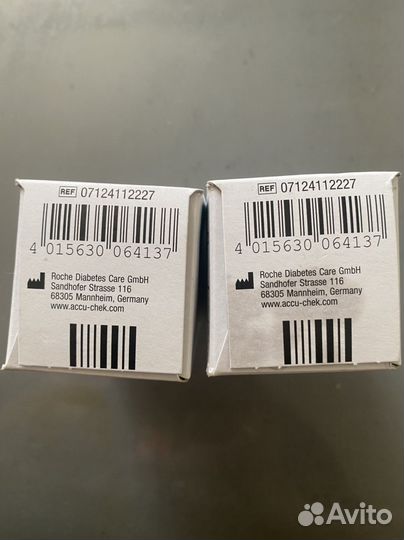 REF 07124112227
4 015630 064137
Roche Diabetes Care GmbH
Sandhofer Strasse 116
68305 Mannheim, Germany
www.accu-chek.com
REF 07124112227
4 015630 064137
Roche Diabetes Care GmbH
Sandhofer Strasse 116
68305 Mannheim, Germany
www.accu-chek.com
Avito